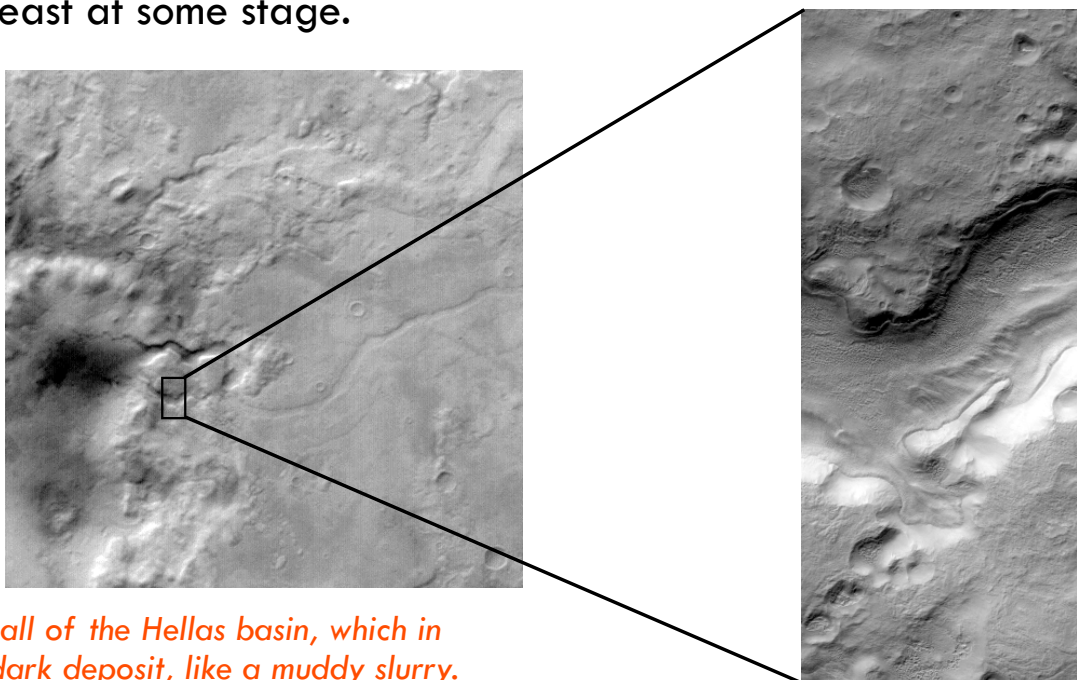 east at some stage.
all of the Hellas basin, which in
dark deposit, like a muddy slurry.